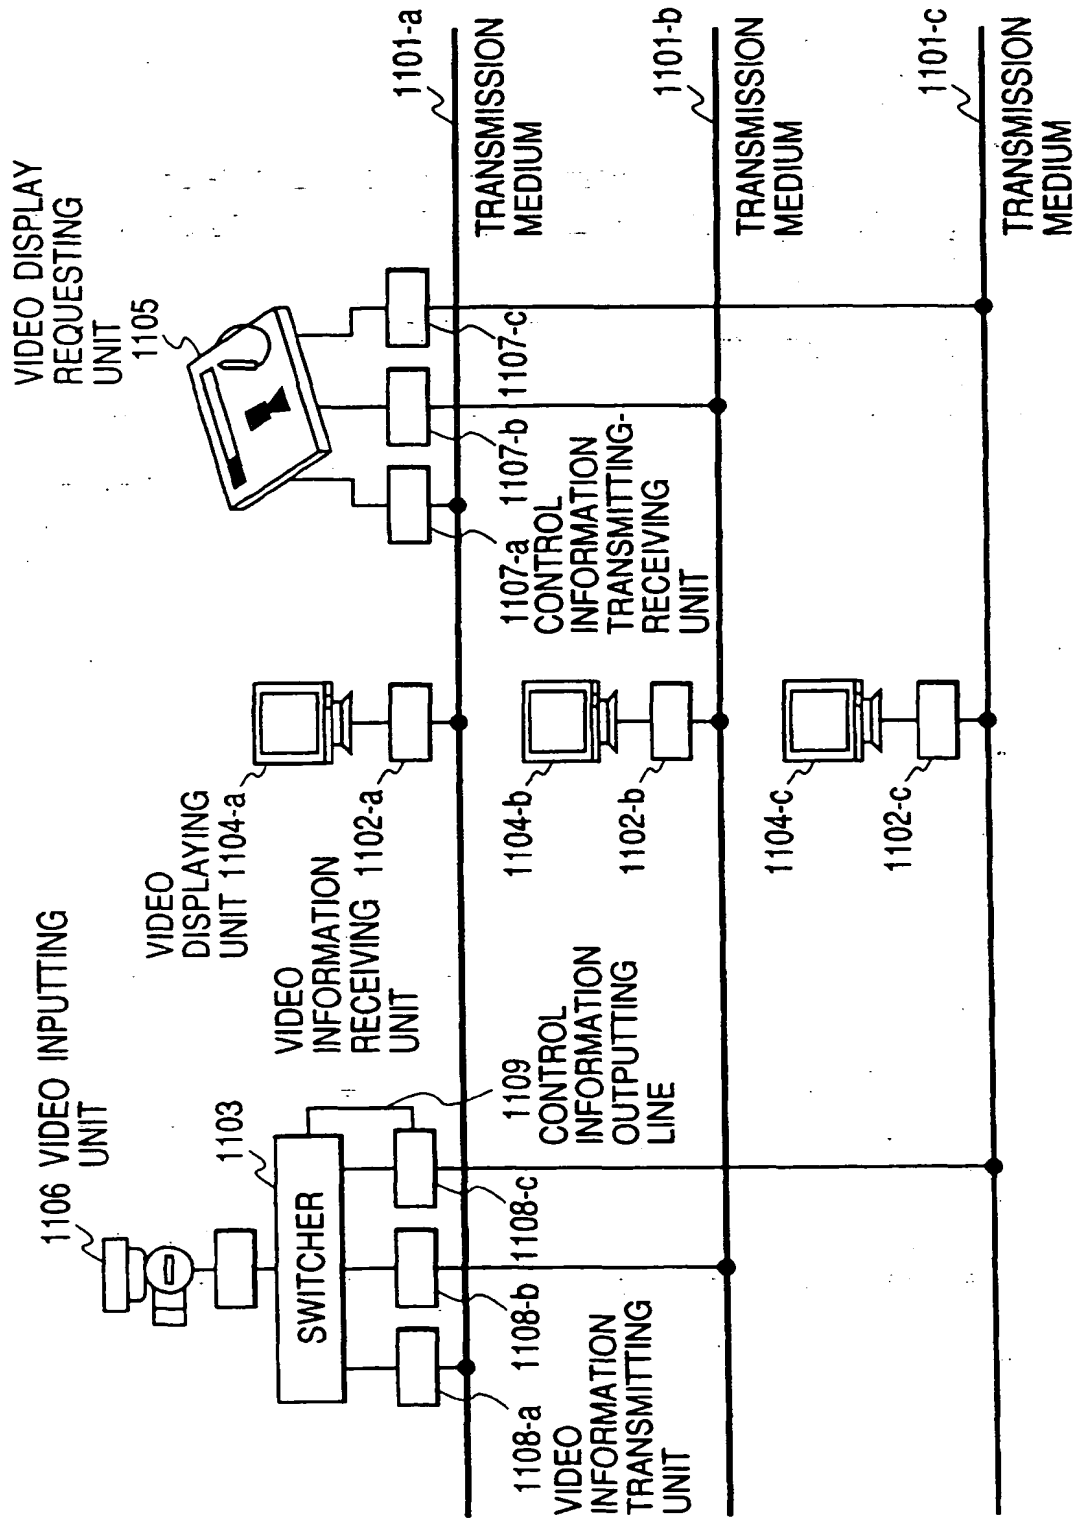 1106 VIDEO INPUTTING
UNIT
1103
SWITCHER
1108-a
VIDEO
INFORMATION
TRANSMITTING
UNIT
1108-b
1108-c
1109
CONTROL
INFORMATION
OUTPUTTING
LINE
VIDEO
DISPLAYING
UNIT 1104-a
VIDEO
INFORMATION
RECEIVING 1102-a
UNIT
1104-b
1102-b
1104-c
1102-c
VIDEO DISPLAY
REQUESTING
UNIT
1105
1107-a
CONTROL
INFORMATION
TRANSMITTING-
RECEIVING
UNIT
1107-b
1107-c
1101-a
TRANSMISSION
MEDIUM
1101-b
TRANSMISSION
MEDIUM
1101-c
TRANSMISSION
MEDIUM